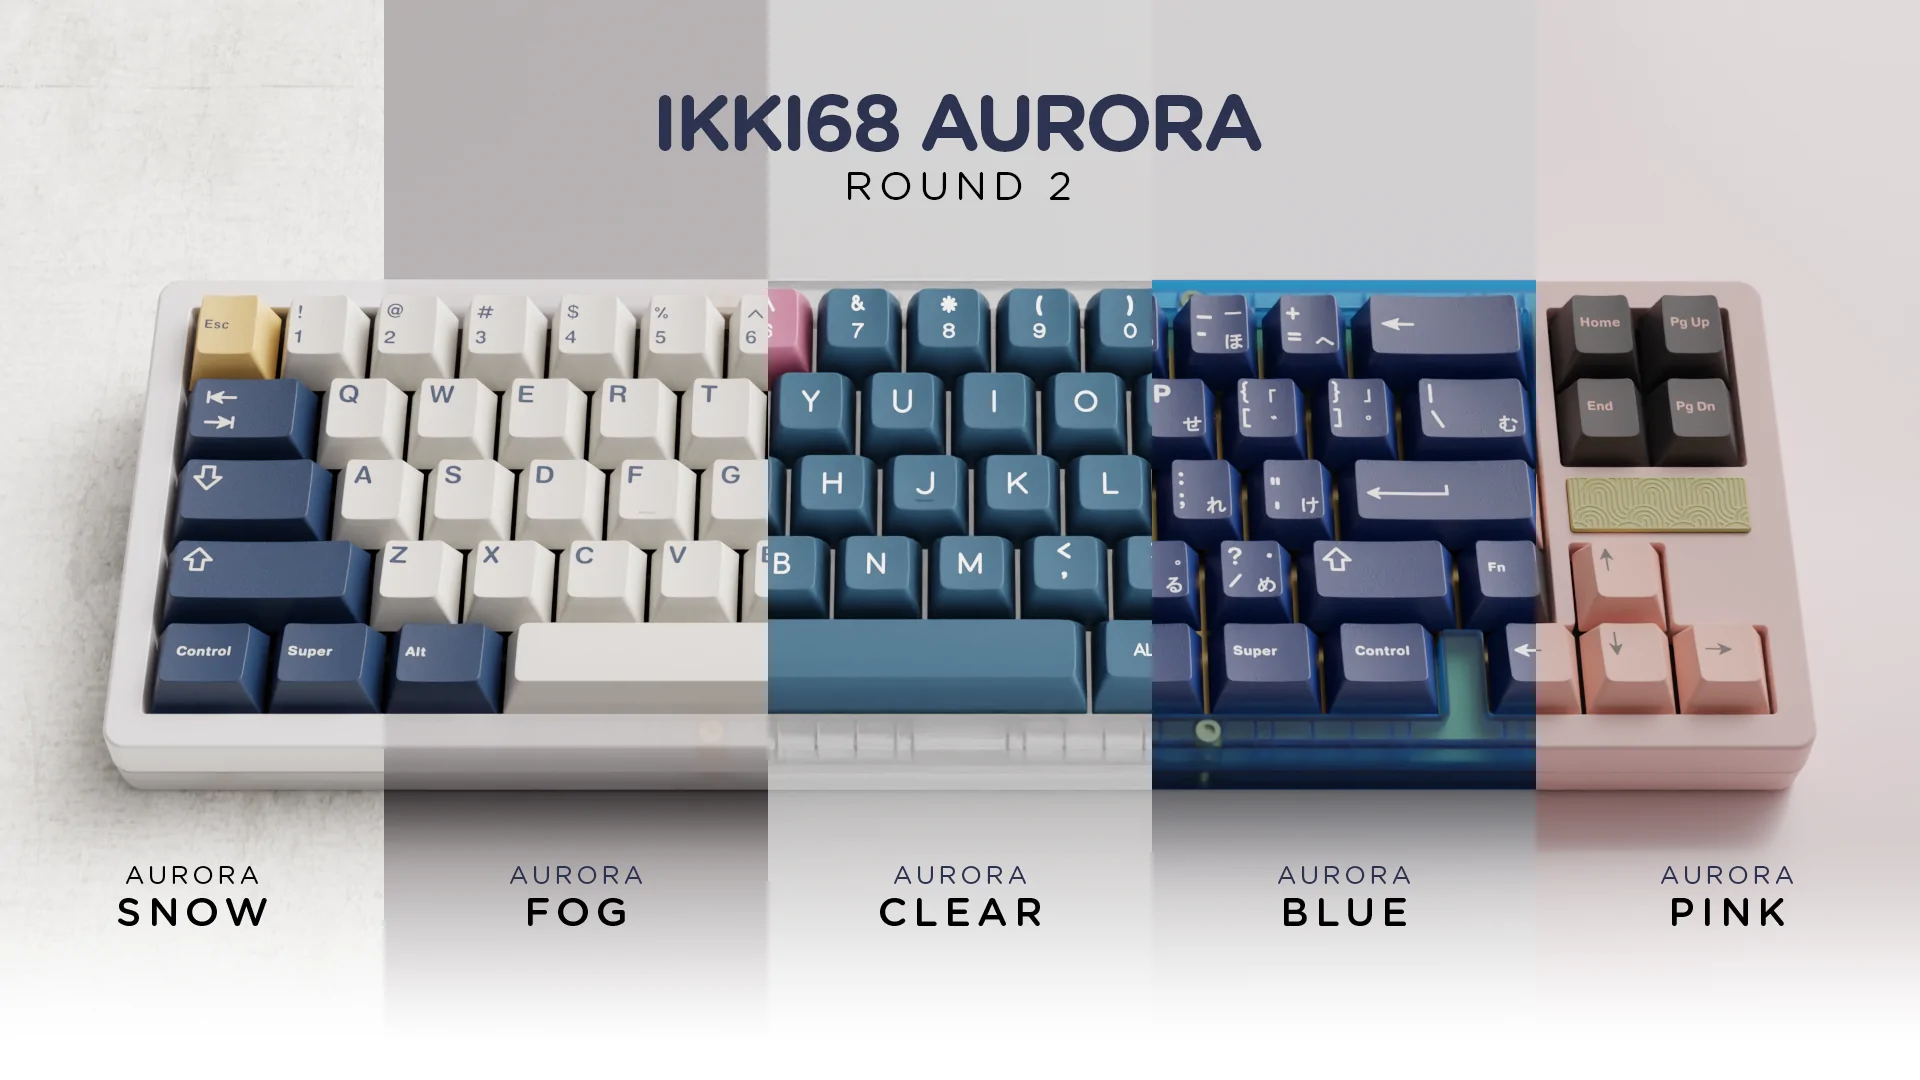 IKKI68 AURORA
ROUND 2
Esc ! 1 @ 2 # 3 $ 4 % 5 ^ 6 & 7 * 8 ( 9 ) 0 - ー - ほ + = へ ← Home Pg Up
⇤ ⇥ Q W E R T Y U I O P せ { 「 [ ゛ } 」 ] ゜ | \ む End Pg Dn
⇩ A S D F G H J K L : ; れ " ' け ↵
⇧ Z X C V B N M < , 。 る ? ・ / め ⇧ Fn ↑
Control Super Alt Super Control ← ↓ →
AURORA
SNOW
AURORA
FOG
AURORA
CLEAR
AURORA
BLUE
AURORA
PINK